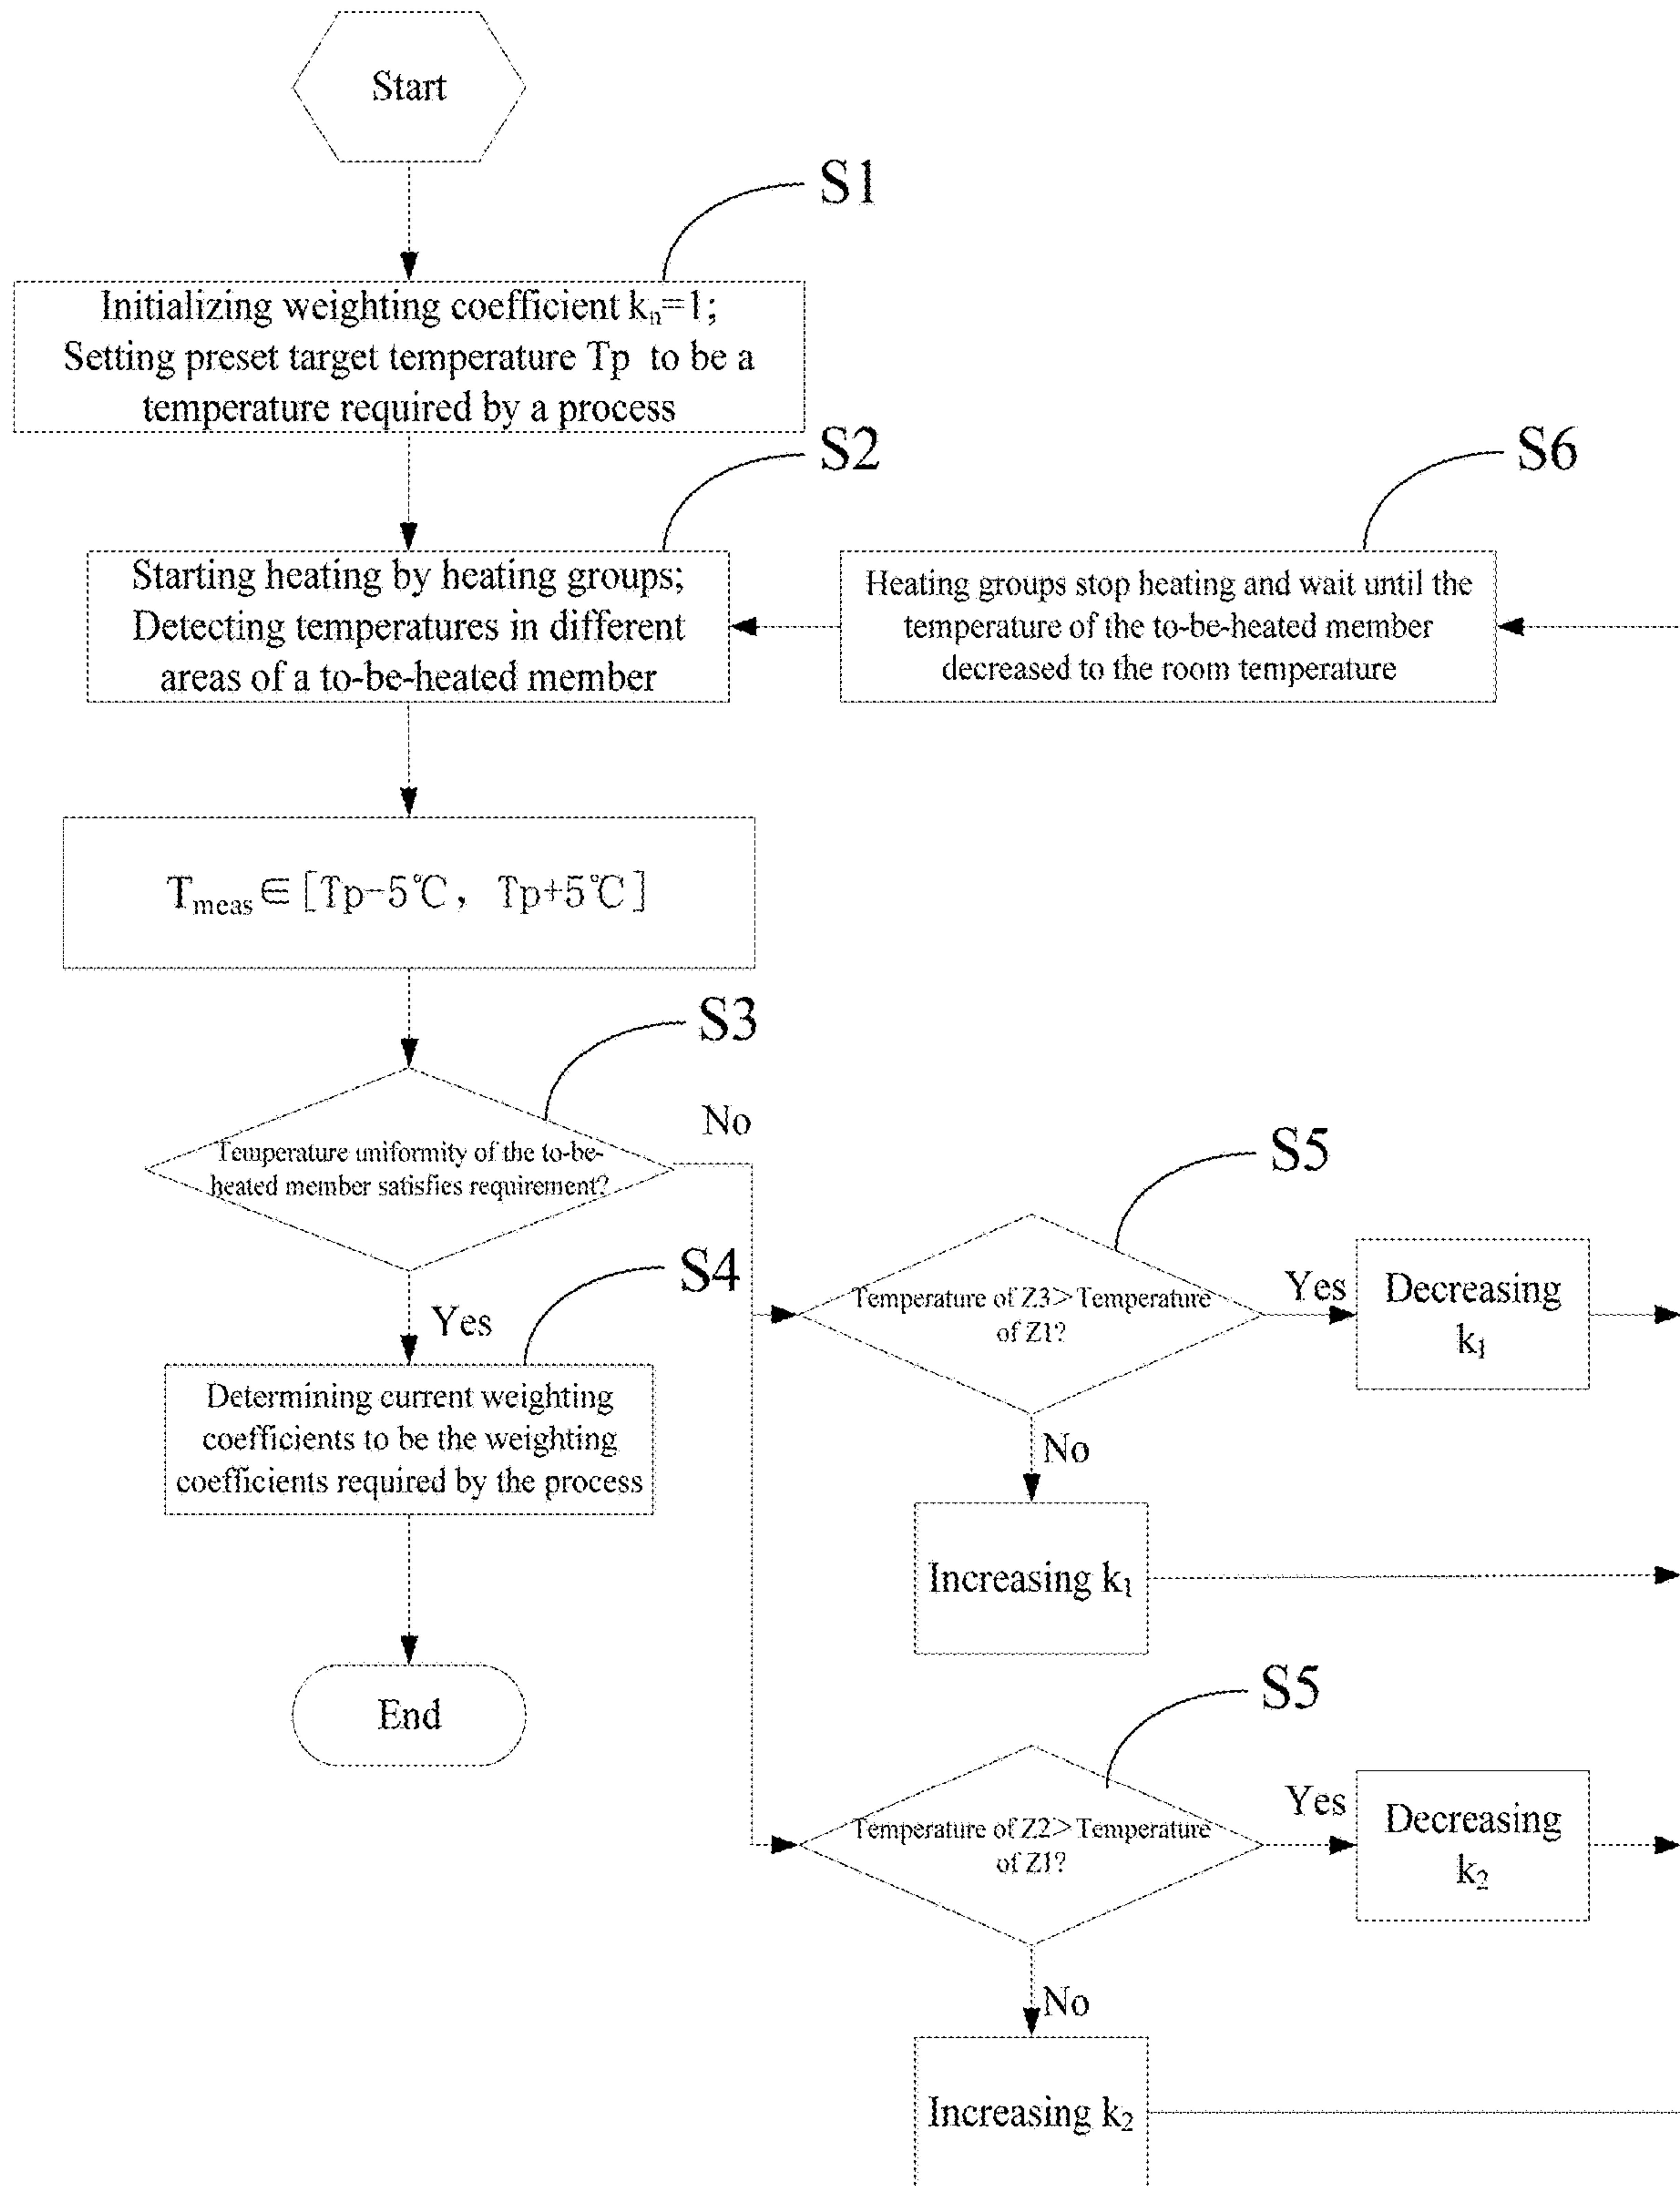 Start
S1
Initializing weighting coefficient kₙ=1;
Setting preset target temperature Tp to be a
temperature required by a process
S2
S6
Starting heating by heating groups;
Detecting temperatures in different
areas of a to-be-heated member
Heating groups stop heating and wait until the
temperature of the to-be-heated member
decreased to the room temperature
Tmeas∈[Tp-5℃, Tp+5℃]
S3
No
Temperature uniformity of the to-be-
heated member satisfies requirement?
S5
S4
Yes
Temperature of Z3>Temperature
of Z1?
Yes
Decreasing
k₁
Determining current weighting
coefficients to be the weighting
coefficients required by the process
No
Increasing k₁
End
S5
Temperature of Z2>Temperature
of Z1?
Yes
Decreasing
k₂
No
Increasing k₂